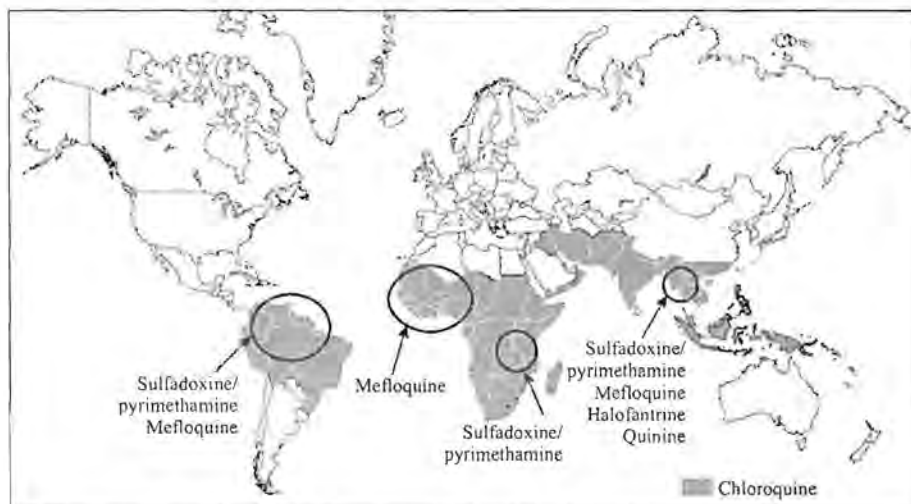 Sulfadoxine/
pyrimethamine
Mefloquine
Mefloquine
Sulfadoxine/
pyrimethamine
Sulfadoxine/
pyrimethamine
Mefloquine
Halofantrine
Quinine
Chloroquine